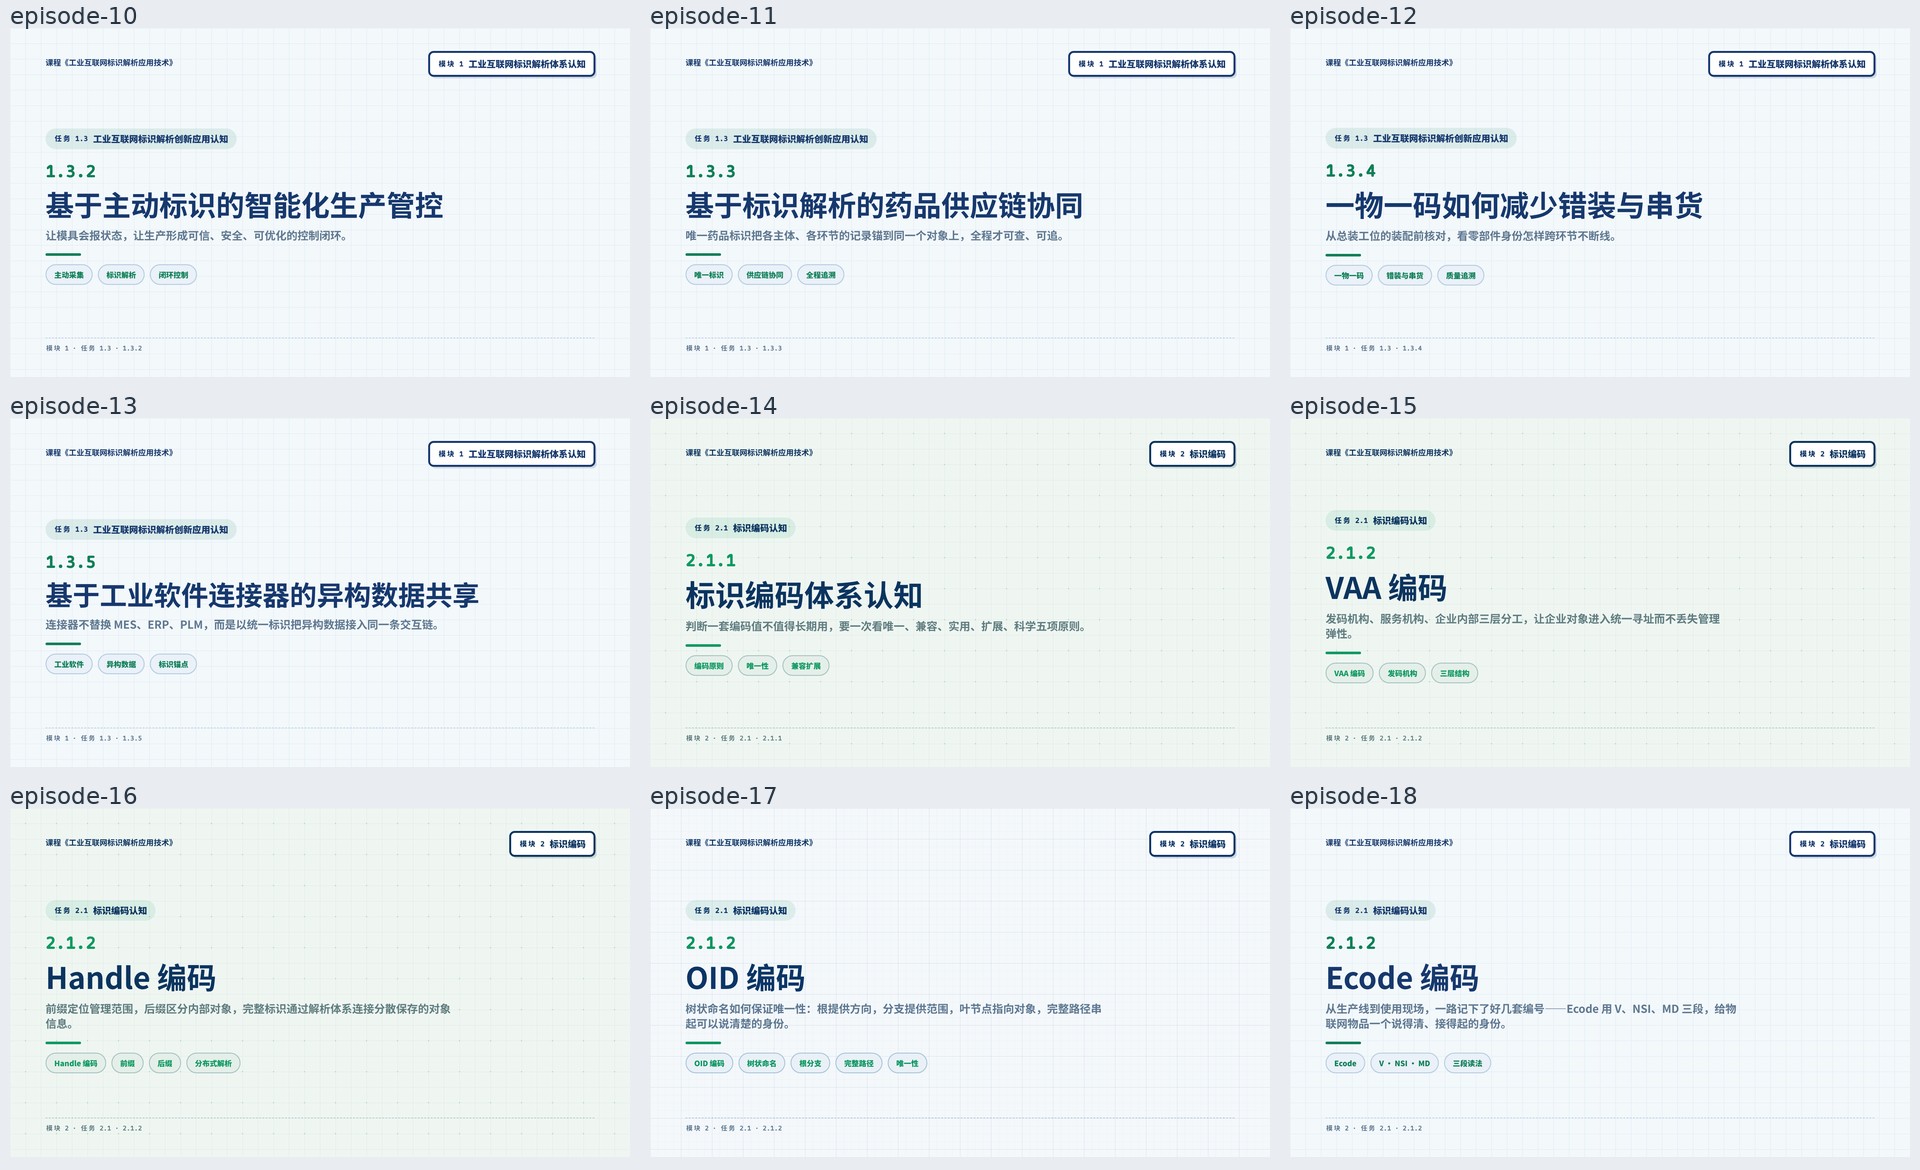 episode-10
课程《工业互联网标识解析应用技术》
模块 1 工业互联网标识解析体系认知
任务 1.3 工业互联网标识解析创新应用认知
1.3.2
基于主动标识的智能化生产管控
让模具会报状态，让生产形成可信、安全、可优化的控制闭环。
主动采集 标识解析 闭环控制
模块 1 · 任务 1.3 · 1.3.2
episode-11
课程《工业互联网标识解析应用技术》
模块 1 工业互联网标识解析体系认知
任务 1.3 工业互联网标识解析创新应用认知
1.3.3
基于标识解析的药品供应链协同
唯一药品标识把各主体、各环节的记录锚到同一个对象上，全程才可查、可追。
唯一标识 供应链协同 全程追溯
模块 1 · 任务 1.3 · 1.3.3
episode-12
课程《工业互联网标识解析应用技术》
模块 1 工业互联网标识解析体系认知
任务 1.3 工业互联网标识解析创新应用认知
1.3.4
一物一码如何减少错装与串货
从总装工位的装配前核对，看零部件身份怎样跨环节不断线。
一物一码 错装与串货 质量追溯
模块 1 · 任务 1.3 · 1.3.4
episode-13
课程《工业互联网标识解析应用技术》
模块 1 工业互联网标识解析体系认知
任务 1.3 工业互联网标识解析创新应用认知
1.3.5
基于工业软件连接器的异构数据共享
连接器不替换 MES、ERP、PLM，而是以统一标识把异构数据接入同一条交互链。
工业软件 异构数据 标识锚点
模块 1 · 任务 1.3 · 1.3.5
episode-14
课程《工业互联网标识解析应用技术》
模块 2 标识编码
任务 2.1 标识编码认知
2.1.1
标识编码体系认知
判断一套编码值不值得长期用，要一次看唯一、兼容、实用、扩展、科学五项原则。
编码原则 唯一性 兼容扩展
模块 2 · 任务 2.1 · 2.1.1
episode-15
课程《工业互联网标识解析应用技术》
模块 2 标识编码
任务 2.1 标识编码认知
2.1.2
VAA 编码
发码机构、服务机构、企业内部三层分工，让企业对象进入统一寻址而不丢失管理
弹性。
VAA 编码 发码机构 三层结构
模块 2 · 任务 2.1 · 2.1.2
episode-16
课程《工业互联网标识解析应用技术》
模块 2 标识编码
任务 2.1 标识编码认知
2.1.2
Handle 编码
前缀定位管理范围，后缀区分内部对象，完整标识通过解析体系连接分散保存的对象
信息。
Handle 编码 前缀 后缀 分布式解析
模块 2 · 任务 2.1 · 2.1.2
episode-17
课程《工业互联网标识解析应用技术》
模块 2 标识编码
任务 2.1 标识编码认知
2.1.2
OID 编码
树状命名如何保证唯一性：根提供方向，分支提供范围，叶节点指向对象，完整路径串
起可以说清楚的身份。
OID 编码 树状命名 根分支 完整路径 唯一性
模块 2 · 任务 2.1 · 2.1.2
episode-18
课程《工业互联网标识解析应用技术》
模块 2 标识编码
任务 2.1 标识编码认知
2.1.2
Ecode 编码
从生产线到使用现场，一路记下了好几套编号——Ecode 用 V、NSI、MD 三段，给物
联网物品一个说得清、接得起的身份。
Ecode V · NSI · MD 三段读法
模块 2 · 任务 2.1 · 2.1.2